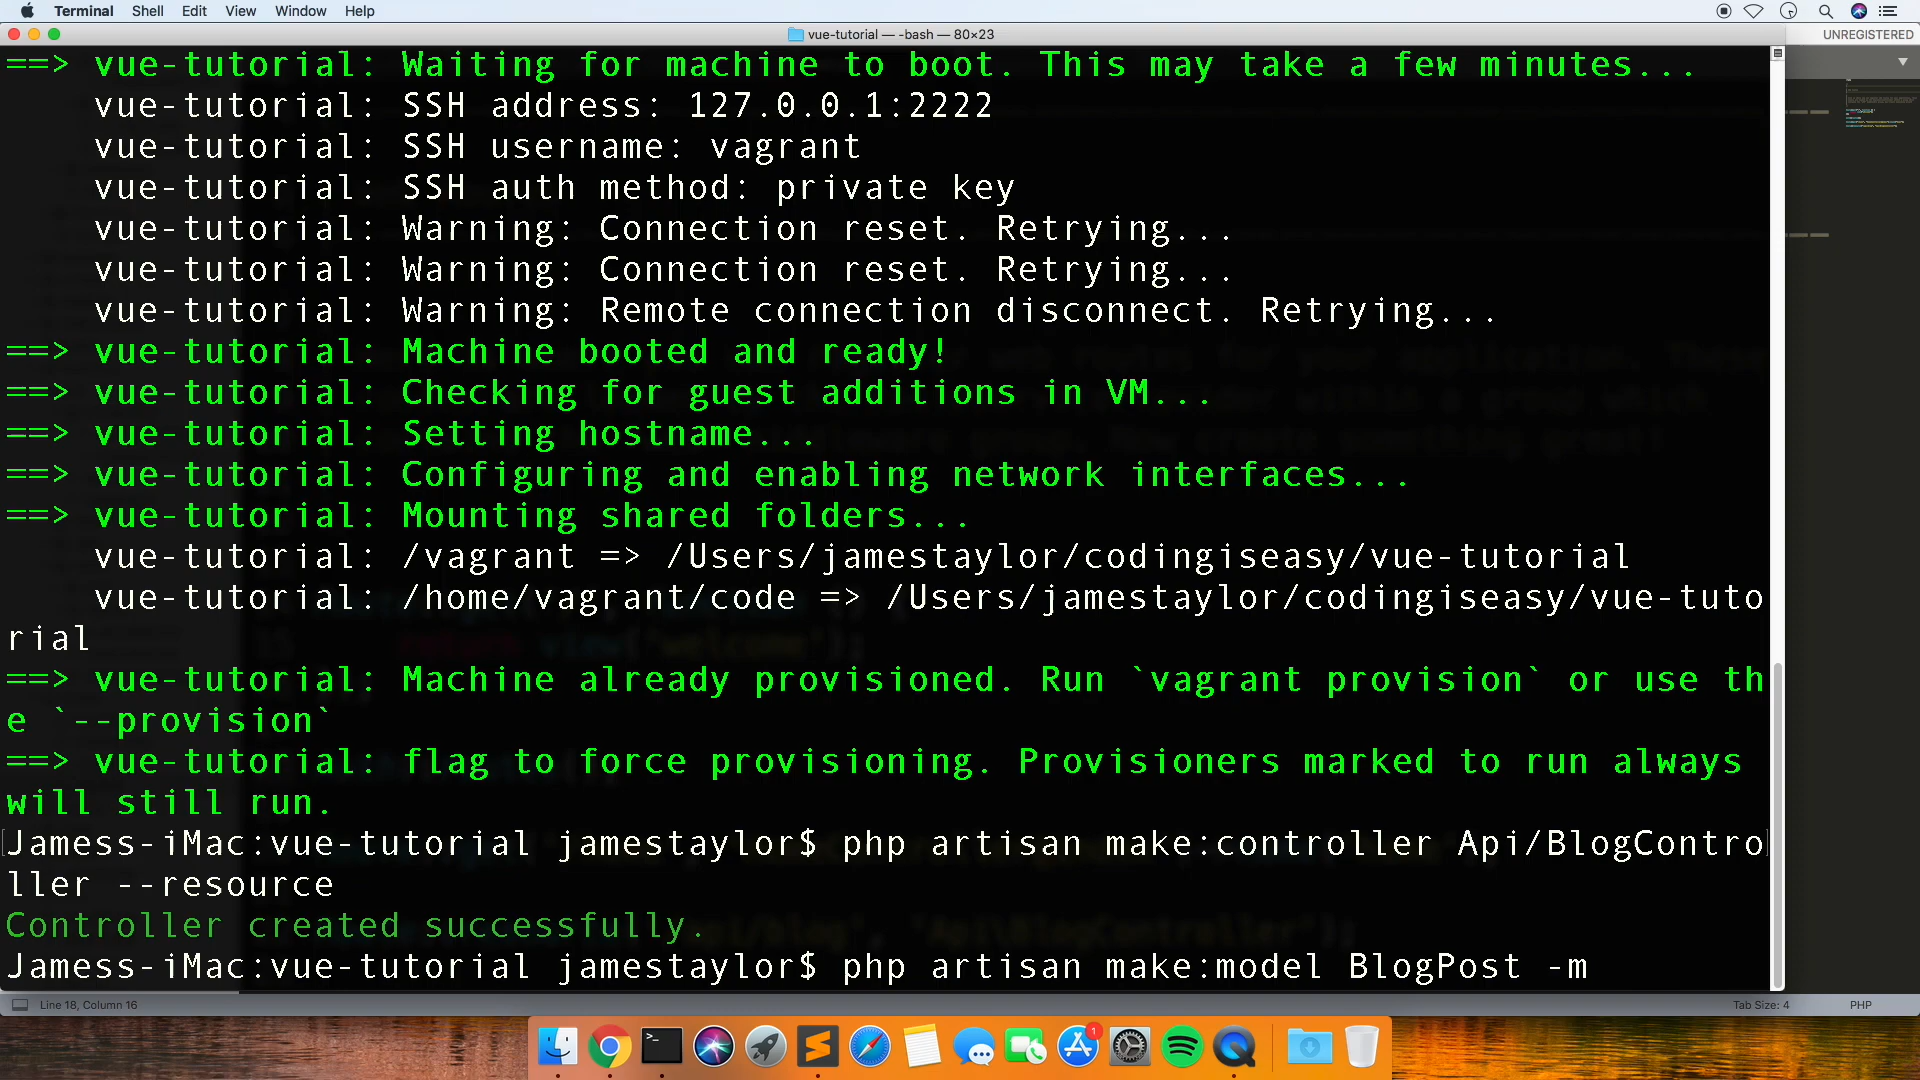 Terminal Shell Edit View Window Help
vue-tutorial — -bash — 80×23
UNREGISTERED
==> vue-tutorial: Waiting for machine to boot. This may take a few minutes...
vue-tutorial: SSH address: 127.0.0.1:2222
vue-tutorial: SSH username: vagrant
vue-tutorial: SSH auth method: private key
vue-tutorial: Warning: Connection reset. Retrying...
vue-tutorial: Warning: Connection reset. Retrying...
vue-tutorial: Warning: Remote connection disconnect. Retrying...
==> vue-tutorial: Machine booted and ready!
==> vue-tutorial: Checking for guest additions in VM...
==> vue-tutorial: Setting hostname...
==> vue-tutorial: Configuring and enabling network interfaces...
==> vue-tutorial: Mounting shared folders...
vue-tutorial: /vagrant => /Users/jamestaylor/codingiseasy/vue-tutorial
vue-tutorial: /home/vagrant/code => /Users/jamestaylor/codingiseasy/vue-tuto
rial
==> vue-tutorial: Machine already provisioned. Run `vagrant provision` or use th
e `--provision`
==> vue-tutorial: flag to force provisioning. Provisioners marked to run always
will still run.
Jamess-iMac:vue-tutorial jamestaylor$ php artisan make:controller Api/BlogContro
ller --resource
Controller created successfully.
Jamess-iMac:vue-tutorial jamestaylor$ php artisan make:model BlogPost -m
Line 18, Column 16
Tab Size: 4
PHP
1